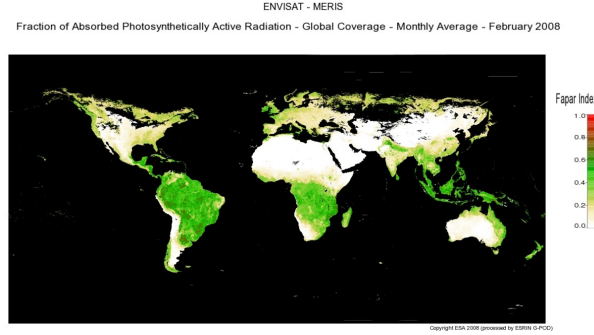 ENVISAT - MERIS
Fraction of Absorbed Photosynthetically Active Radiation - Global Coverage - Monthly Average - February 2008
Fapar Inde
1.0
0.8
0.6
0.4
0.2
0.0
Copyright ESA 2008 (processed by ESRIN G-POD)